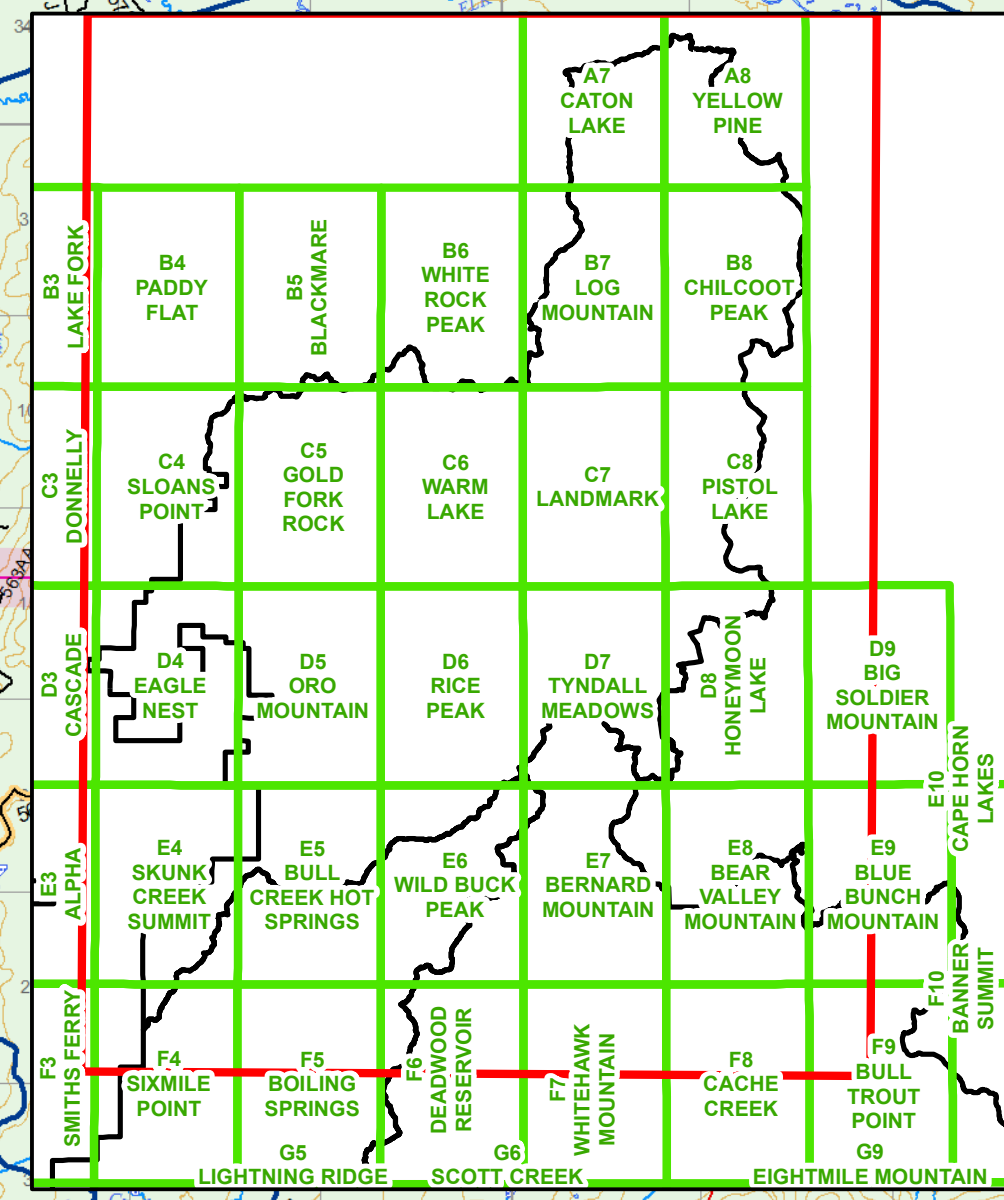 A7
CATON
LAKE
A8
YELLOW
PINE
B3
LAKE FORK
B4
PADDY
FLAT
B5
BLACKMARE
B6
WHITE
ROCK
PEAK
B7
LOG
MOUNTAIN
B8
CHILCOOT
PEAK
C3
DONNELLY
C4
SLOANS
POINT
C5
GOLD
FORK
ROCK
C6
WARM
LAKE
C7
LANDMARK
C8
PISTOL
LAKE
D3
CASCADE
D4
EAGLE
NEST
D5
ORO
MOUNTAIN
D6
RICE
PEAK
D7
TYNDALL
MEADOWS
D8
HONEYMOON
LAKE
D9
BIG
SOLDIER
MOUNTAIN
E3
ALPHA
E4
SKUNK
CREEK
SUMMIT
E5
BULL
CREEK HOT
SPRINGS
E6
WILD BUCK
PEAK
E7
BERNARD
MOUNTAIN
E8
BEAR
VALLEY
MOUNTAIN
E9
BLUE
BUNCH
MOUNTAIN
E10
CAPE HORN
LAKES
F3
SMITHS FERRY
F4
SIXMILE
POINT
F5
BOILING
SPRINGS
F6
DEADWOOD
RESERVOIR
F7
WHITEHAWK
MOUNTAIN
F8
CACHE
CREEK
F9
BULL
TROUT
POINT
F10
BANNER
SUMMIT
G5
LIGHTNING RIDGE
G6
SCOTT CREEK
G9
EIGHTMILE MOUNTAIN